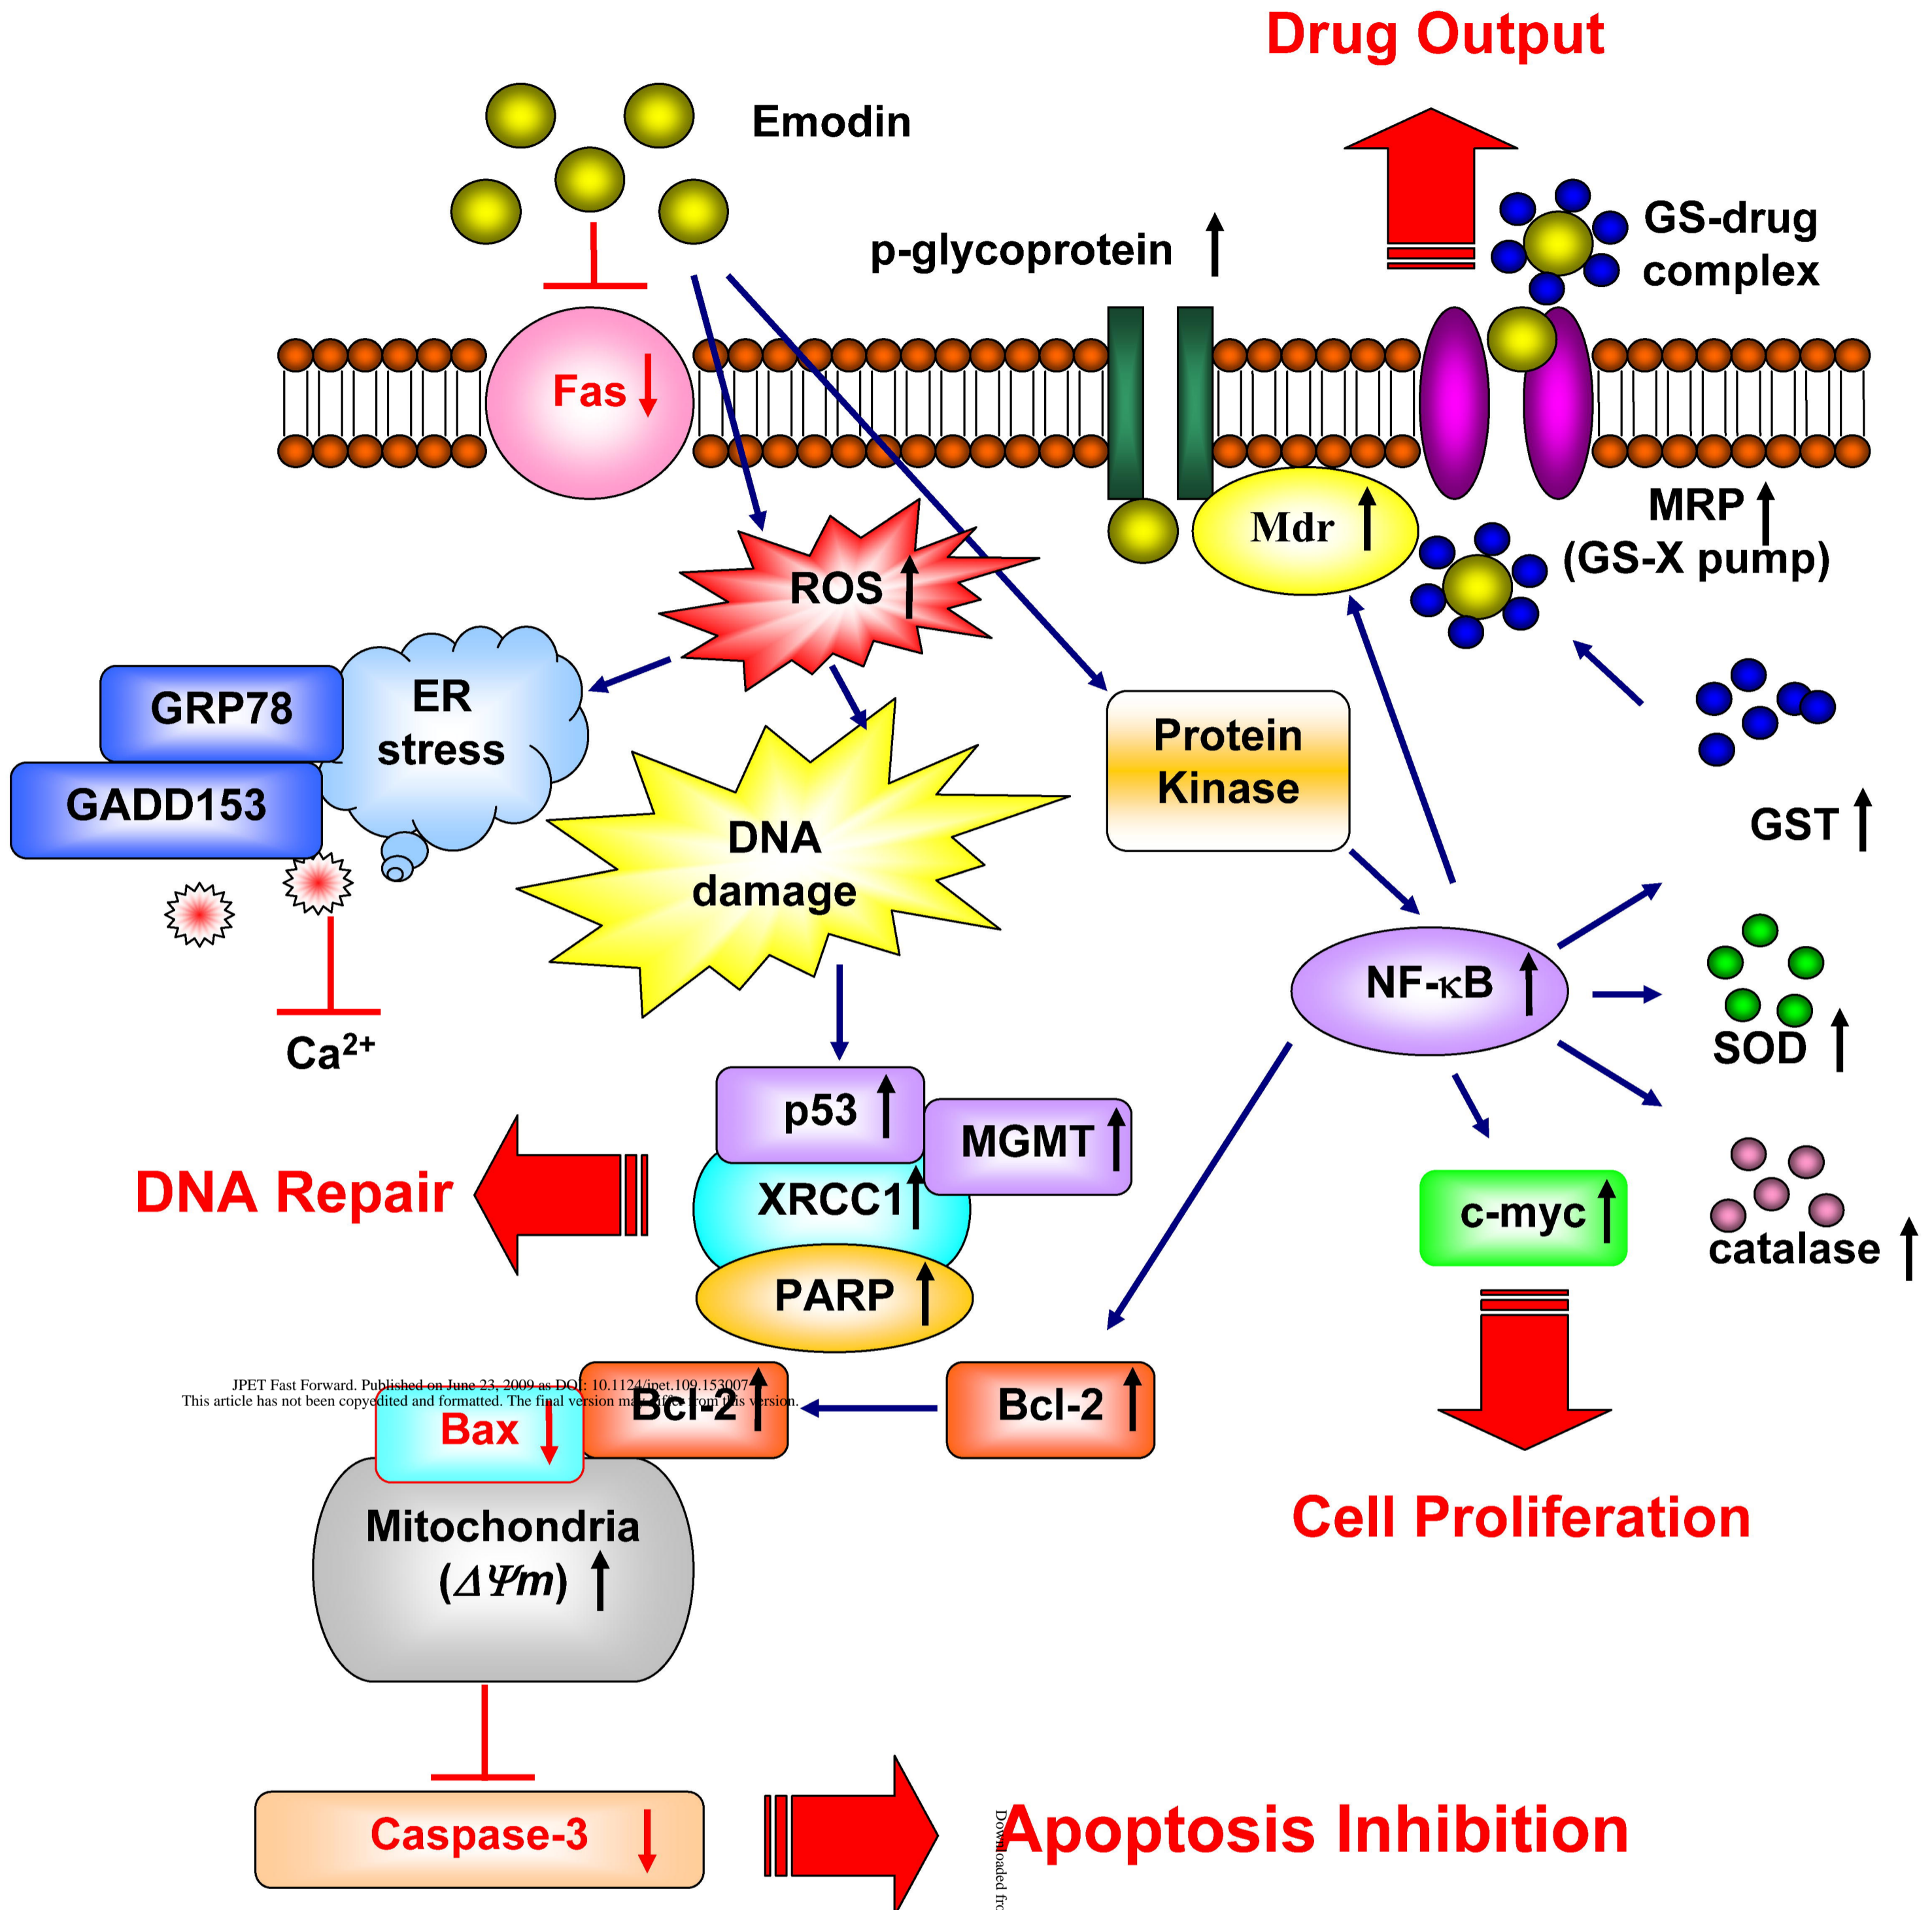 Drug Output
Emodin
GS-drug
complex
p-glycoprotein
Fas
MRP
(GS-X pump)
Mdr
ROS
ER
stress
GRP78
GADD153
Protein
Kinase
GST
DNA
damage
NF-κB
SOD
Ca2+
p53
MGMT
XRCC1
DNA Repair
c-myc
catalase
PARP
JPET Fast Forward. Published on June 23, 2009 as DOI: 10.1124/jpet.109.153007
This article has not been copyedited and formatted. The final version may differ from this version.
Bcl-2
Bcl-2
Bax
Mitochondria
(ΔΨm)
Cell Proliferation
Caspase-3
Apoptosis Inhibition
Downloaded